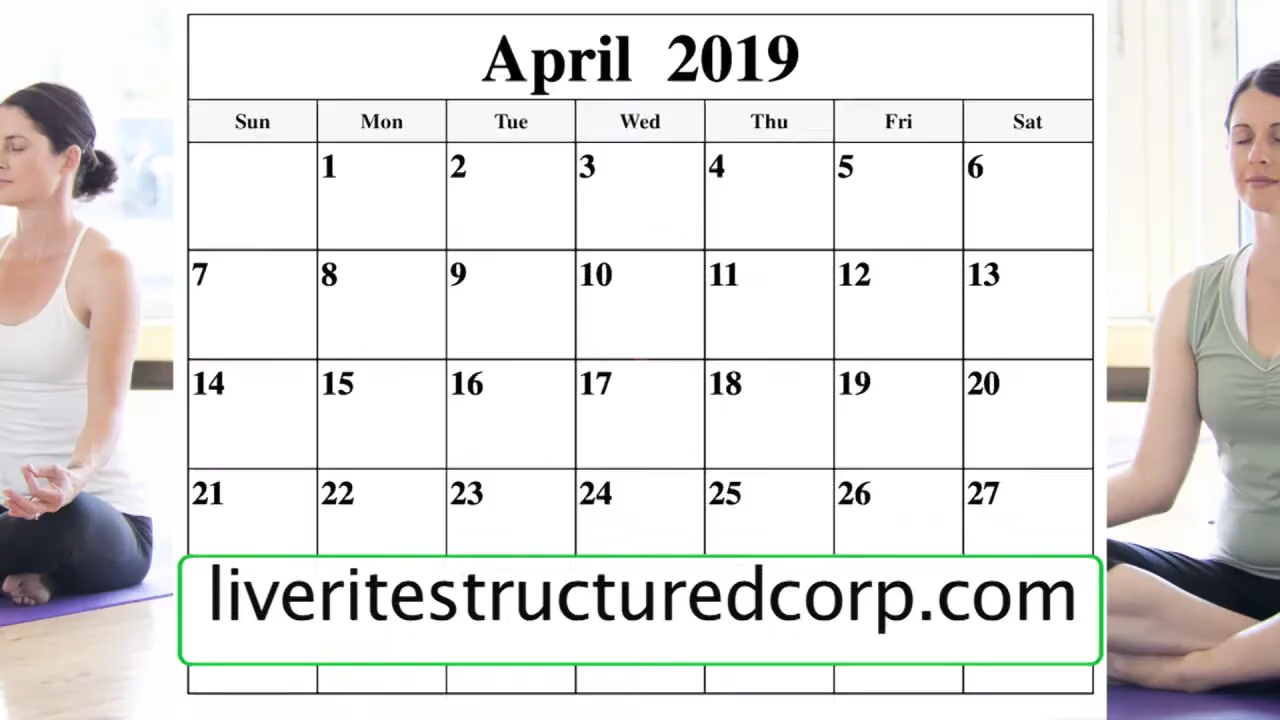 April 2019
Sun Mon Tue Wed Thu Fri Sat
1 2 3 4 5 6
7 8 9 10 11 12 13
14 15 16 17 18 19 20
21 22 23 24 25 26 27
liveritestructuredcorp.com